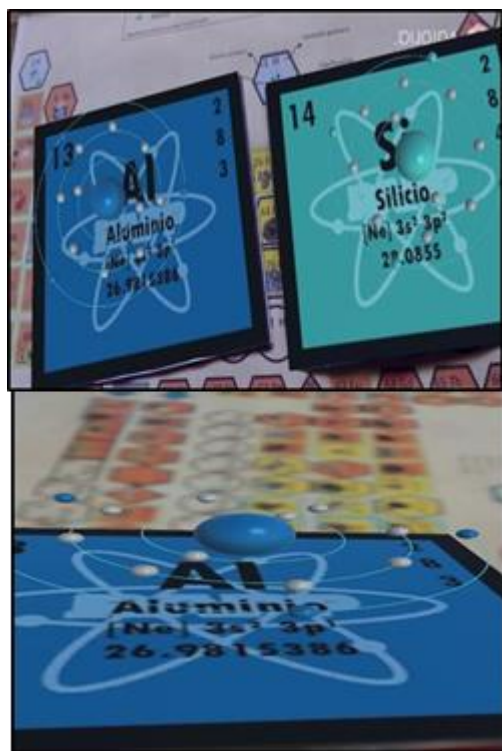 13
2
8
3
Al
Aluminio
[Ne] 3s² 3p¹
26.9815386
14
2
8
Si
Silicio
[Ne] 3s² 3p²
28.0855
8
3
Al
Aluminio
[Ne] 3s² 3p¹
26.9815386